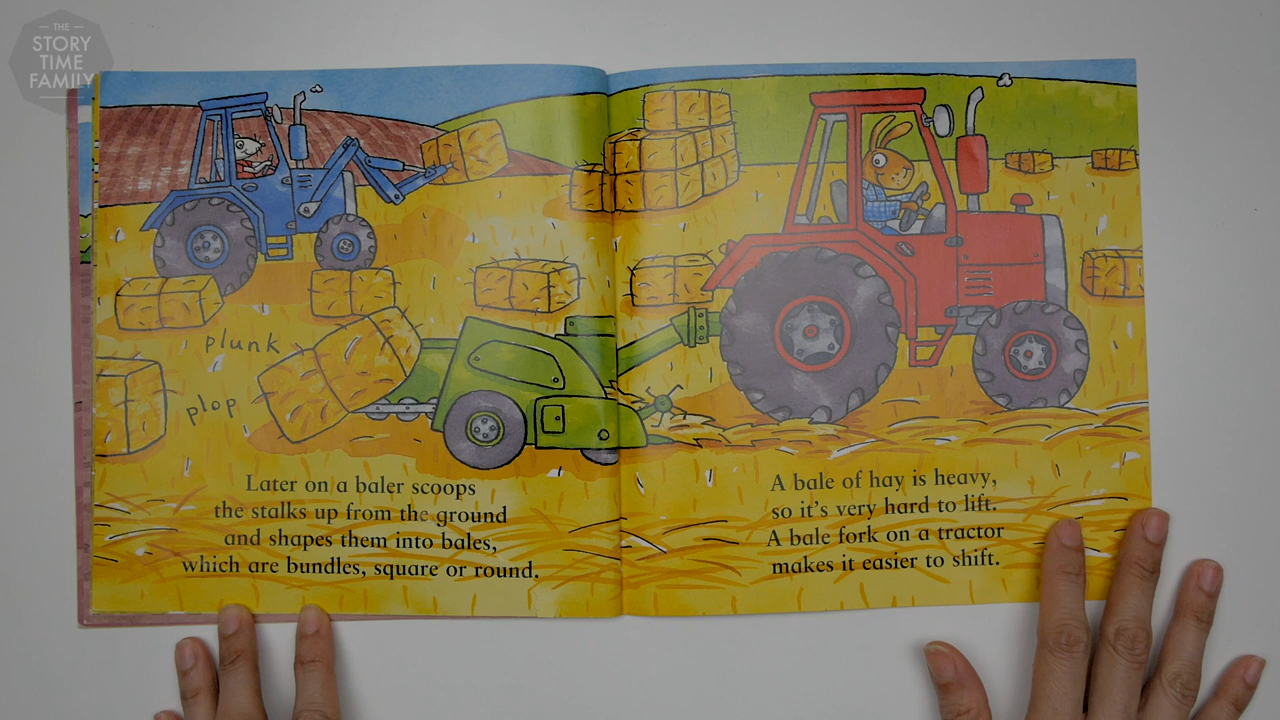 THE
STORY
TIME
FAMILY
plunk
plop
Later on a baler scoops
the stalks up from the ground
and shapes them into bales,
which are bundles, square or round.
A bale of hay is heavy,
so it's very hard to lift.
A bale fork on a tractor
makes it easier to shift.